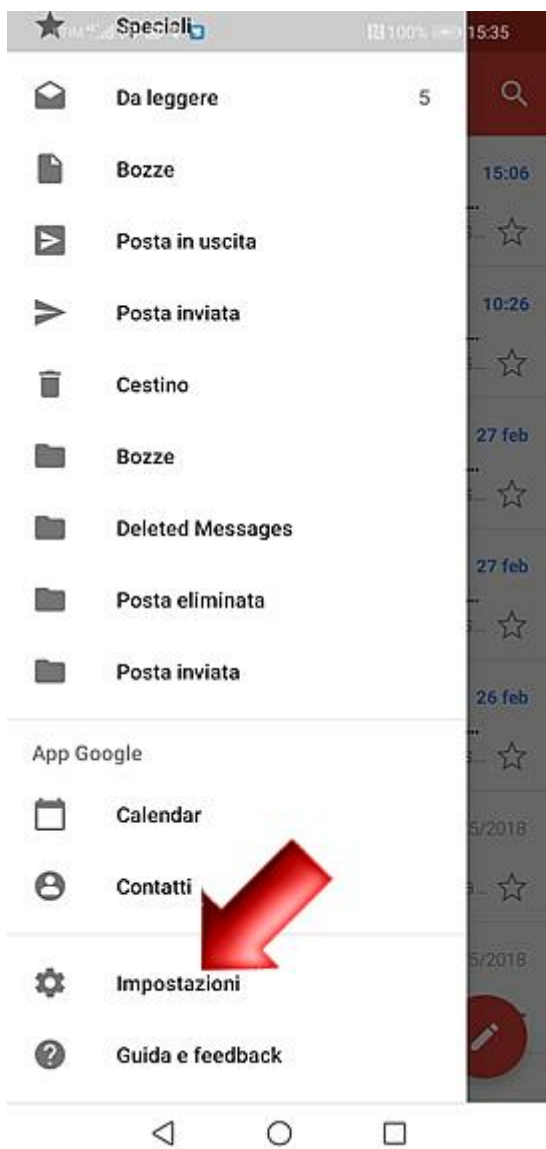 Speciali
100%
15:35
Da leggere
5
Bozze
15:06
Posta in uscita
Posta inviata
10:26
Cestino
Bozze
27 feb
Deleted Messages
Posta eliminata
27 feb
Posta inviata
26 feb
App Google
Calendar
5/2018
Contatti
Impostazioni
5/2018
Guida e feedback